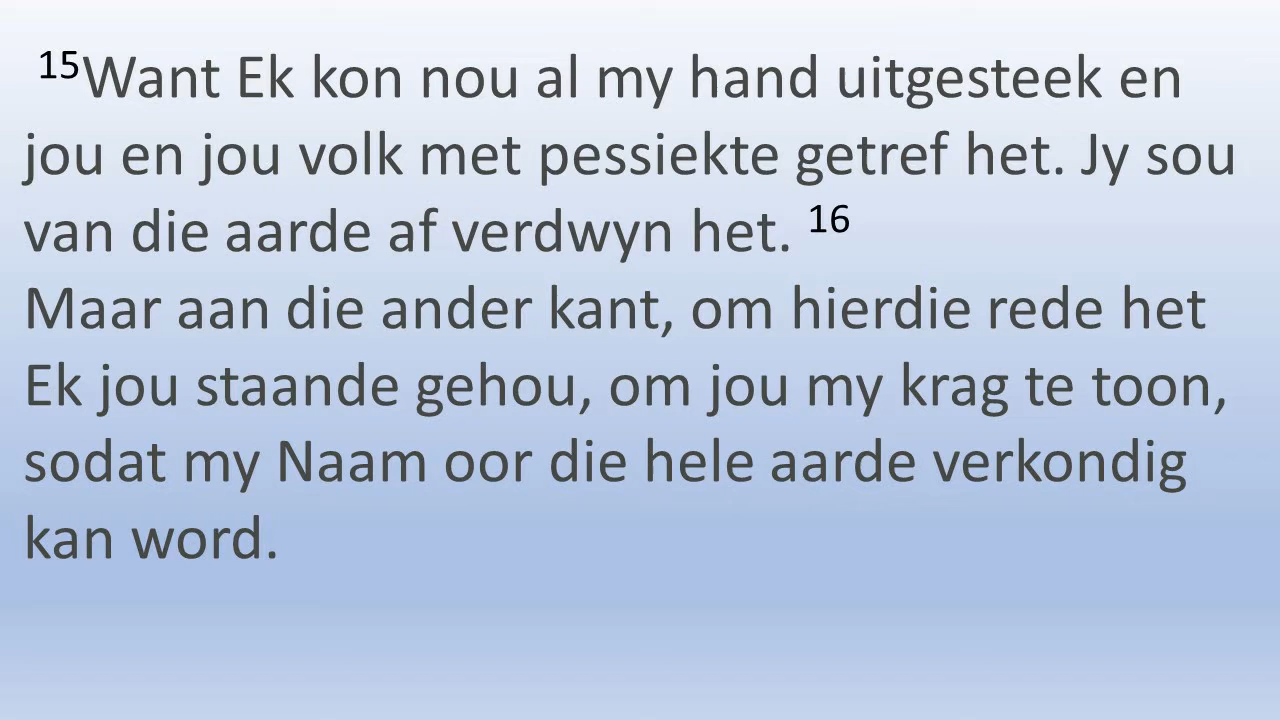 15Want Ek kon nou al my hand uitgesteek en
jou en jou volk met pessiekte getref het. Jy sou
van die aarde af verdwyn het. 16
Maar aan die ander kant, om hierdie rede het
Ek jou staande gehou, om jou my krag te toon,
sodat my Naam oor die hele aarde verkondig
kan word.